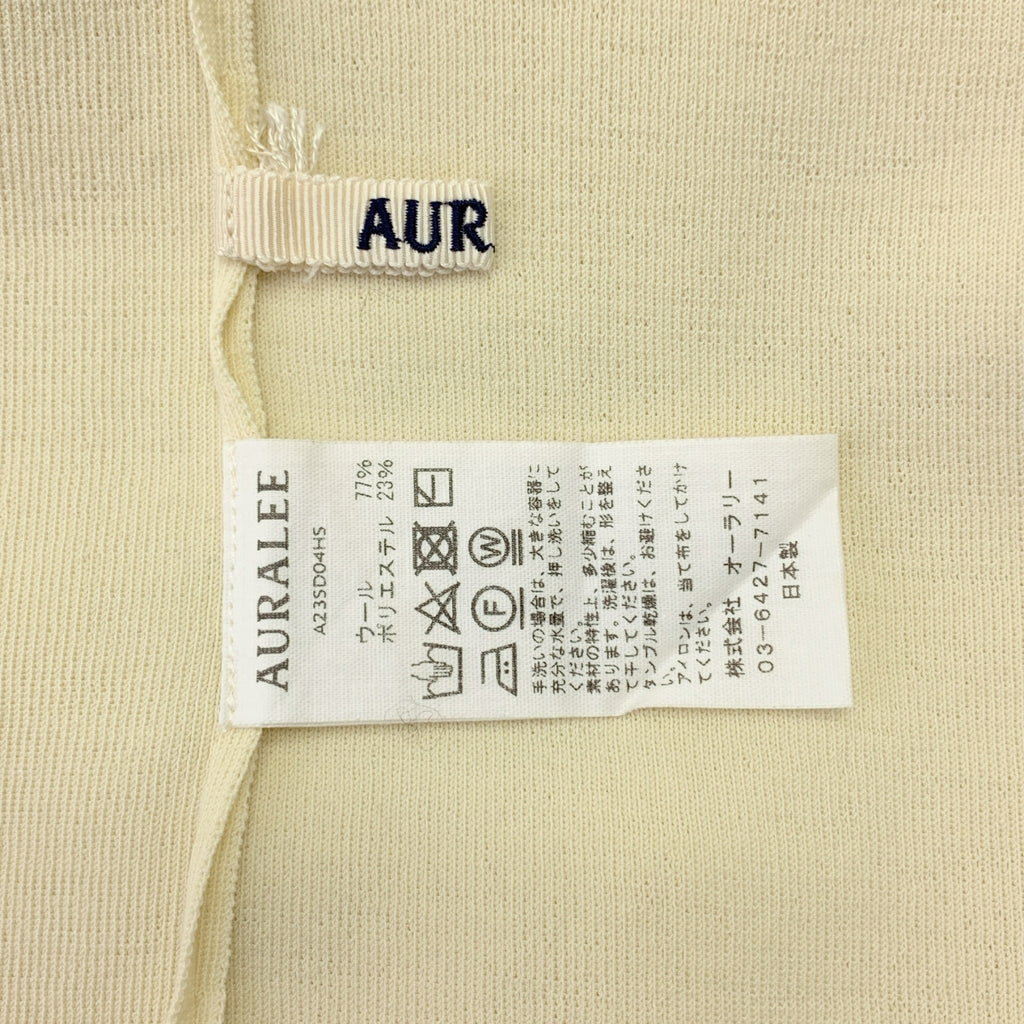 AUR
AURALEE
A23SD04HS
ウール 77%
ポリエステル 23%
W
F
手洗いの場合は、大きな容器に
充分な水量で、押し洗いをして
ください。
素材の特性上、多少縮むことが
あります。洗濯後は、形を整え
て干してください。
タンブル乾燥は、お避けくださ
い。
アイロンは、当て布をしてかけ
てください。
株式会社 オーラリー
03-6427-7141
日本製